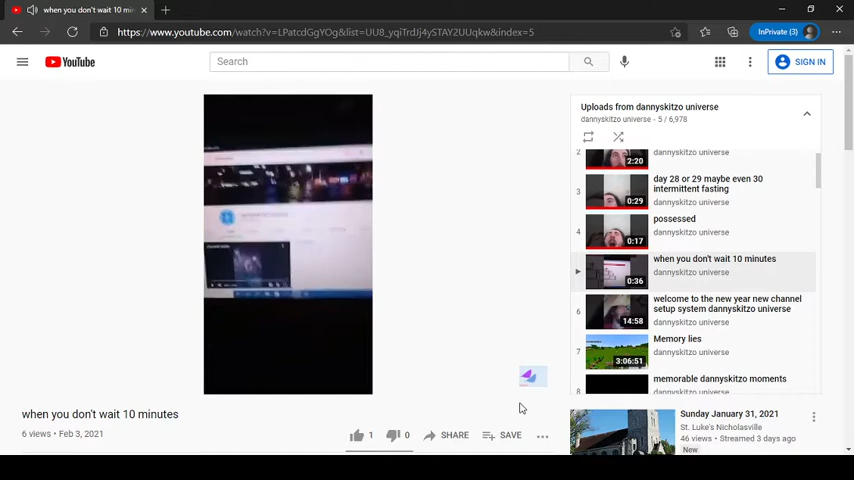 when you don't wait 10 minutes
https://www.youtube.com/watch?v=LPatcdGgYOg&list=UU8_yqiTrdJj4ySTAY2UUqkw&index=5
InPrivate (3)
YouTube
Search
SIGN IN
Uploads from dannyskitzo universe
dannyskitzo universe - 5 / 6,978
2
2:20
dannyskitzo universe
3
0:29
day 28 or 29 maybe even 30
intermittent fasting
dannyskitzo universe
4
0:17
possessed
dannyskitzo universe
0:36
when you don't wait 10 minutes
dannyskitzo universe
6
14:58
welcome to the new year new channel
setup system dannyskitzo universe
dannyskitzo universe
7
3:06:51
Memory lies
dannyskitzo universe
8
memorable dannyskitzo moments
dannyskitzo universe
when you don't wait 10 minutes
6 views • Feb 3, 2021
1
0
SHARE
SAVE
Sunday January 31, 2021
St. Luke's Nicholasville
46 views • Streamed 3 days ago
New